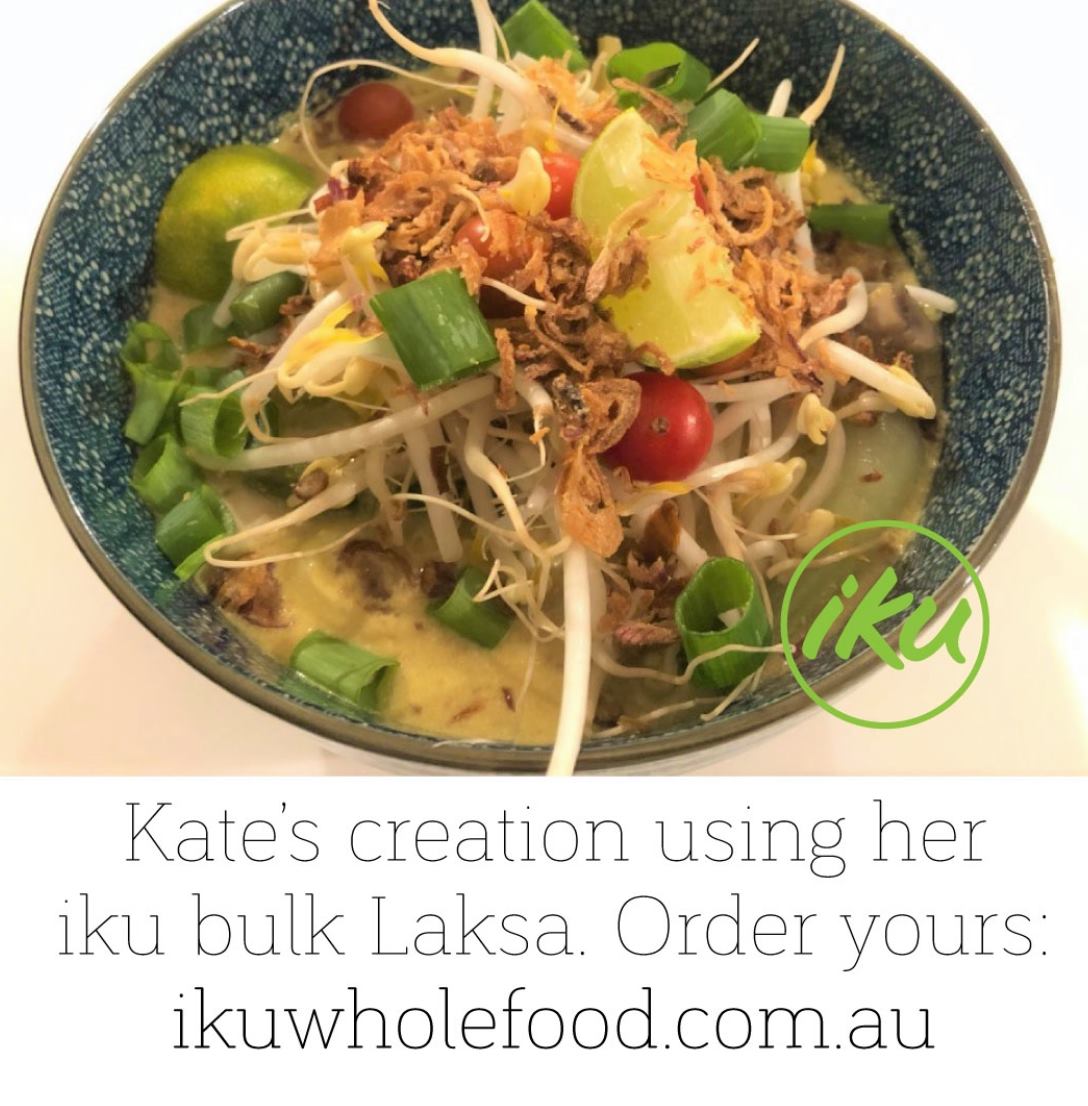 iku
Kate's creation using her
iku bulk Laksa. Order yours:
ikuwholefood.com.au